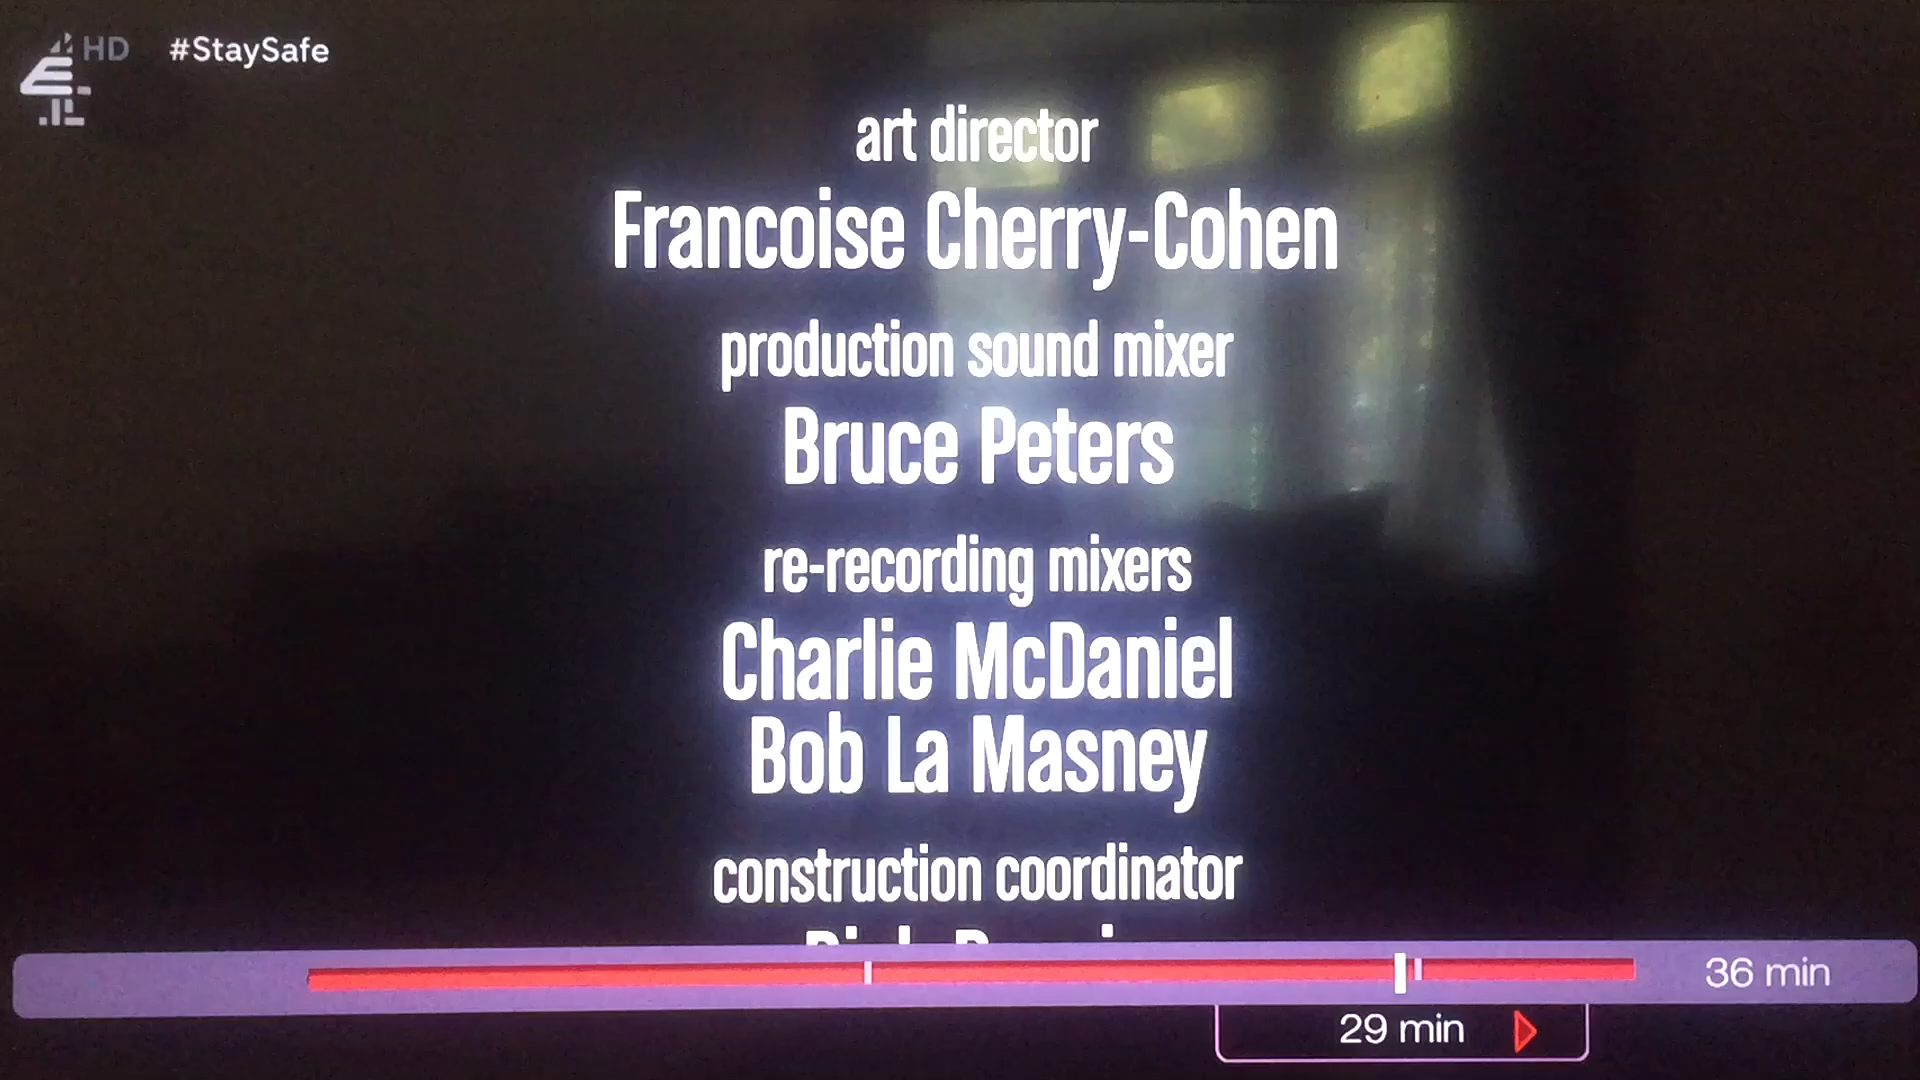 4 HD #StaySafe
art director
Francoise Cherry-Cohen
production sound mixer
Bruce Peters
re-recording mixers
Charlie McDaniel
Bob La Masney
construction coordinator
36 min
29 min